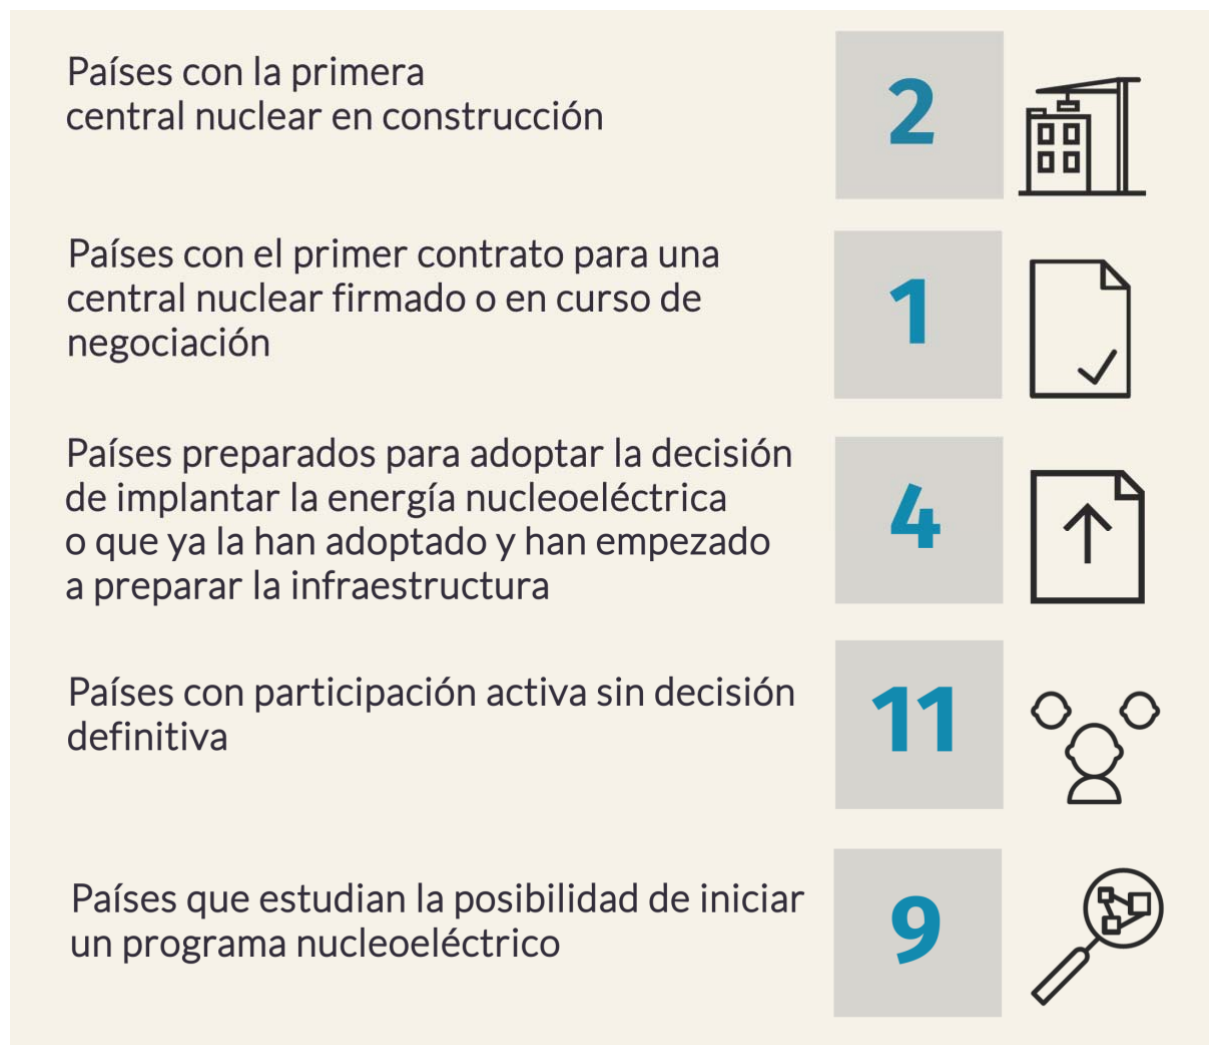 Países con la primera
central nuclear en construcción
2
Países con el primer contrato para una
central nuclear firmado o en curso de
negociación
1
Países preparados para adoptar la decisión
de implantar la energía nucleoeléctrica
o que ya la han adoptado y han empezado
a preparar la infraestructura
4
Países con participación activa sin decisión
definitiva
11
Países que estudian la posibilidad de iniciar
un programa nucleoeléctrico
9